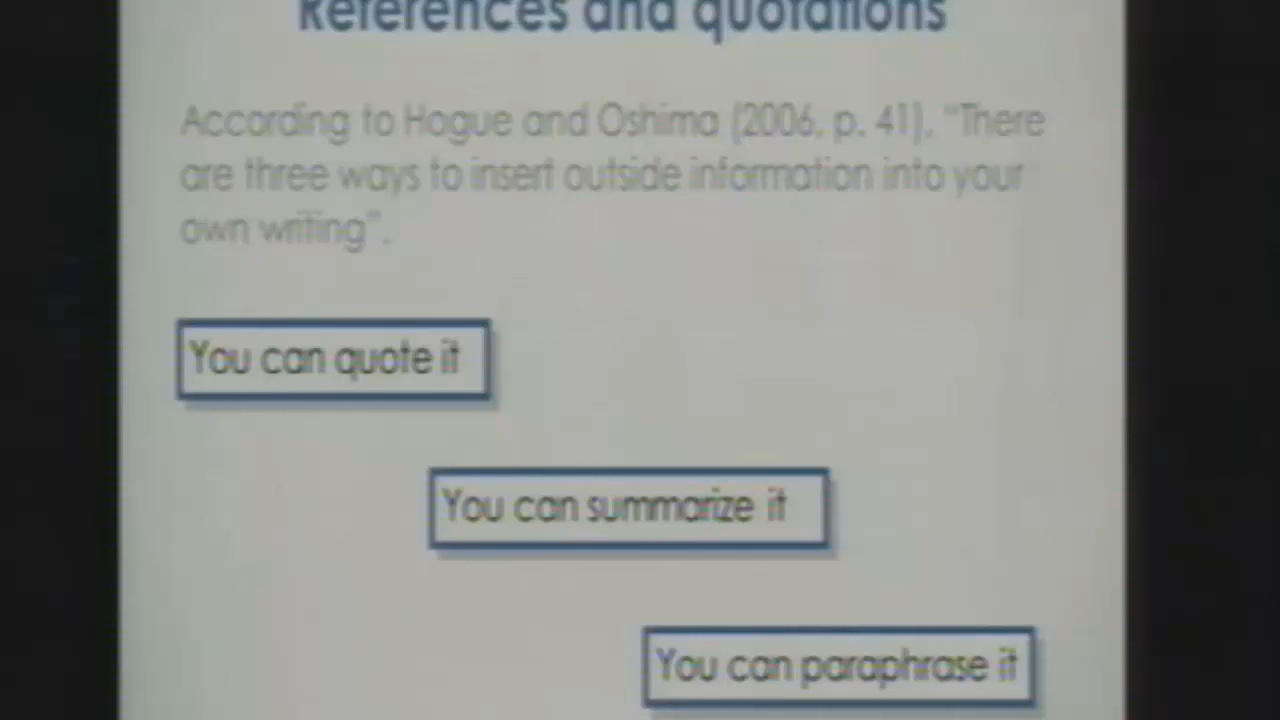 References and quotations
According to Hogue and Oshima (2006, p. 41), “There
are three ways to insert outside information into your
own writing”.
You can quote it
You can summarize it
You can paraphrase it